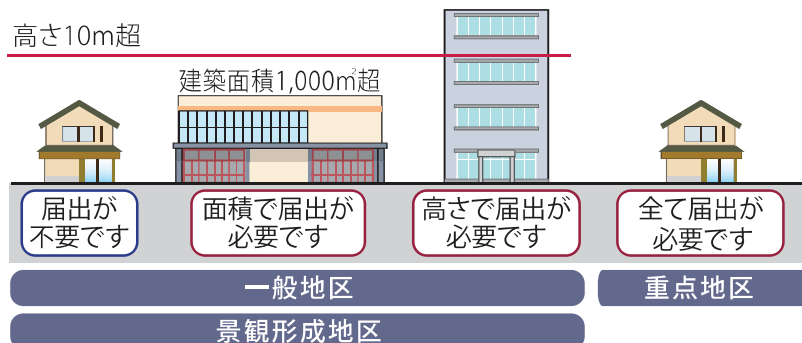 高さ10m超
建築面積1,000㎡超
届出が
不要です
面積で届出が
必要です
高さで届出が
必要です
全て届出が
必要です
一般地区
重点地区
景観形成地区